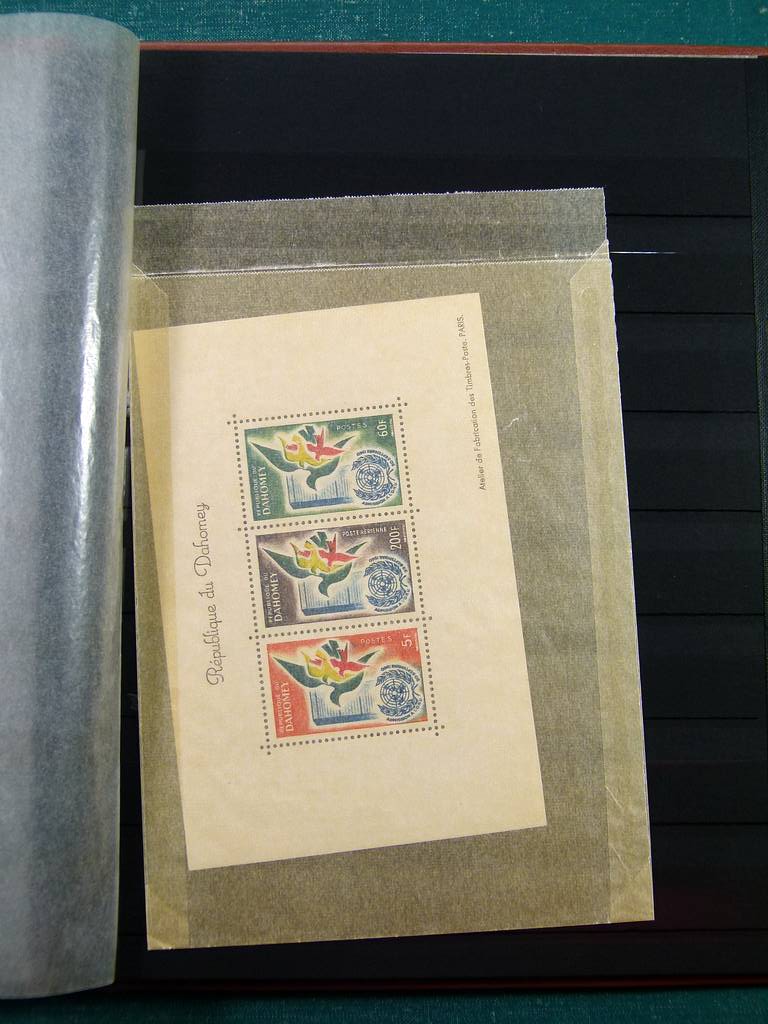 République du Dahomey
REPUBLIQUE DU
DAHOMEY
POSTES
5F
REPUBLIQUE DU
DAHOMEY
POSTE AERIENNE
200F
REPUBLIQUE DU
DAHOMEY
POSTES
60F
Atelier de Fabrication des Timbres-Poste. PARIS.